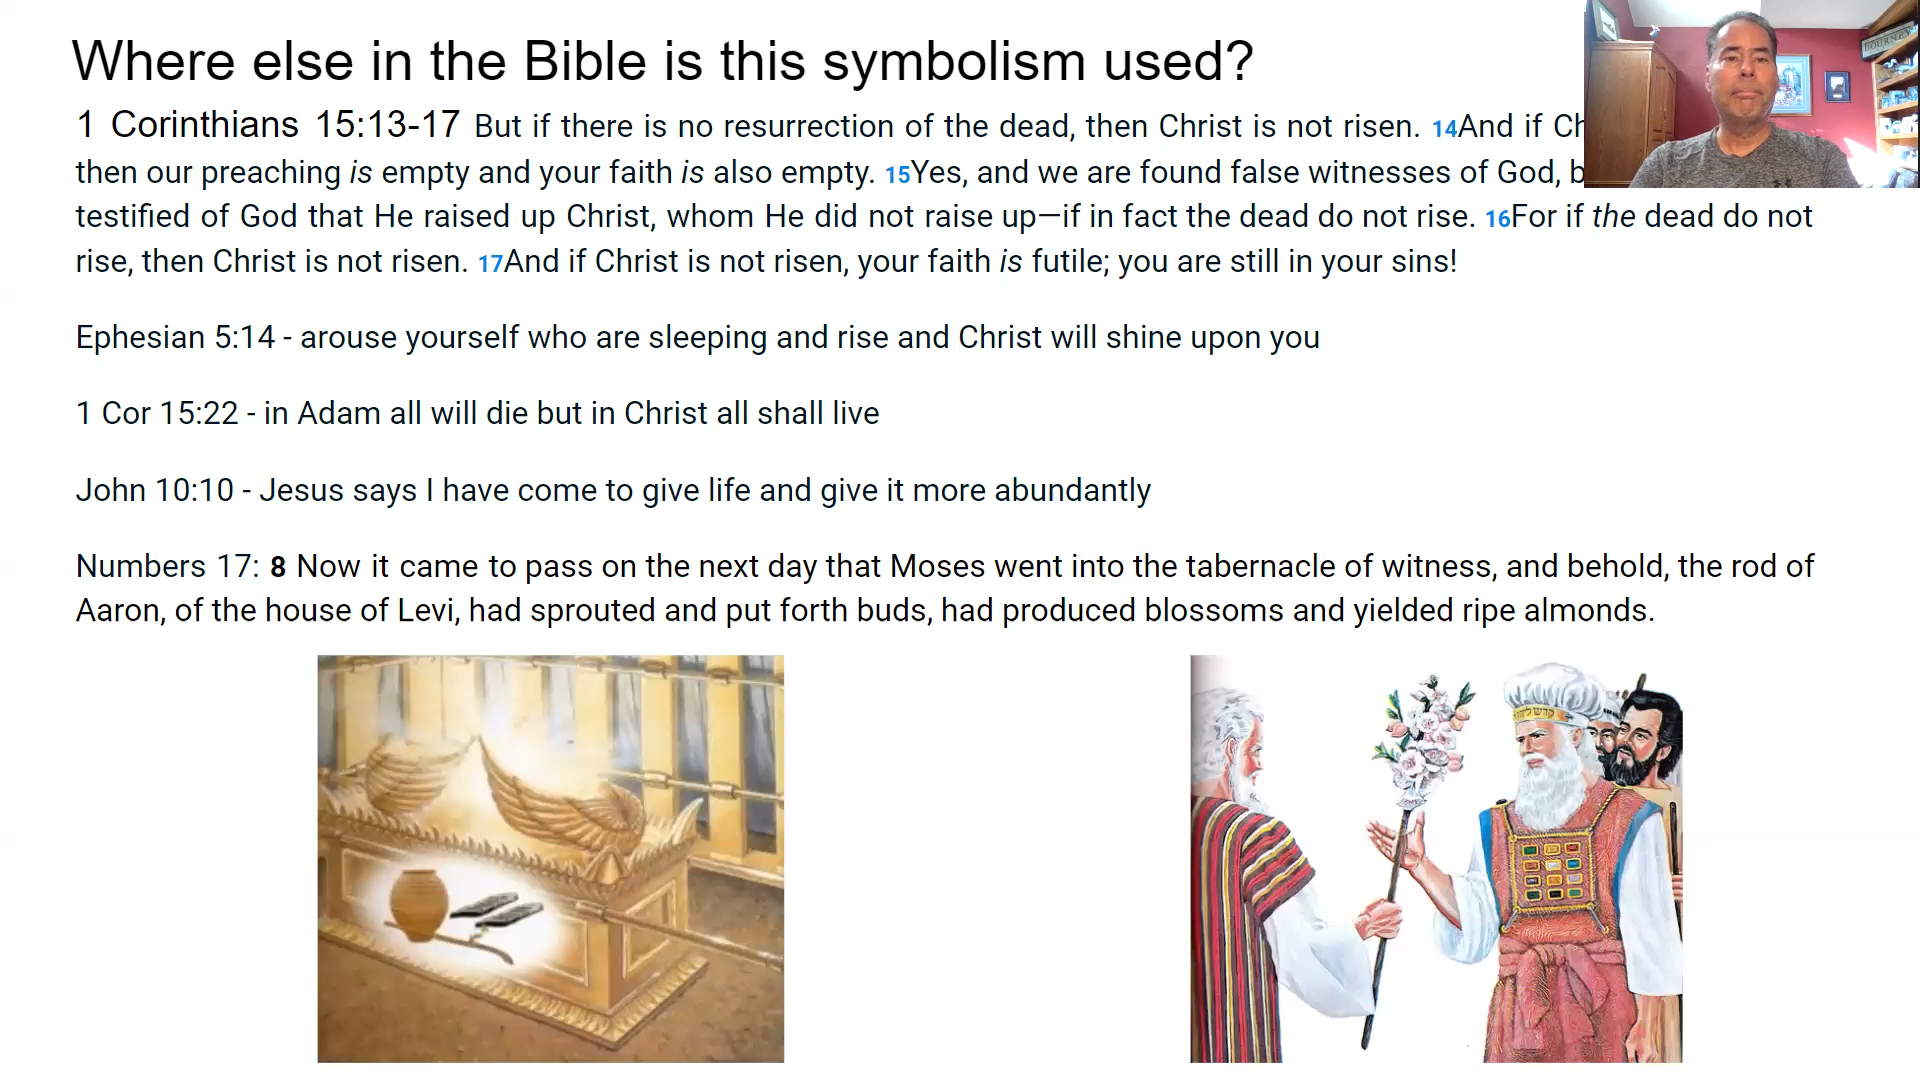 Where else in the Bible is this symbolism used?
1 Corinthians 15:13-17 But if there is no resurrection of the dead, then Christ is not risen. 14And if Ch
then our preaching is empty and your faith is also empty. 15Yes, and we are found false witnesses of God, b
testified of God that He raised up Christ, whom He did not raise up—if in fact the dead do not rise. 16For if the dead do not
rise, then Christ is not risen. 17And if Christ is not risen, your faith is futile; you are still in your sins!
Ephesian 5:14 - arouse yourself who are sleeping and rise and Christ will shine upon you
1 Cor 15:22 - in Adam all will die but in Christ all shall live
John 10:10 - Jesus says I have come to give life and give it more abundantly
Numbers 17: 8 Now it came to pass on the next day that Moses went into the tabernacle of witness, and behold, the rod of
Aaron, of the house of Levi, had sprouted and put forth buds, had produced blossoms and yielded ripe almonds.
JOURNEY